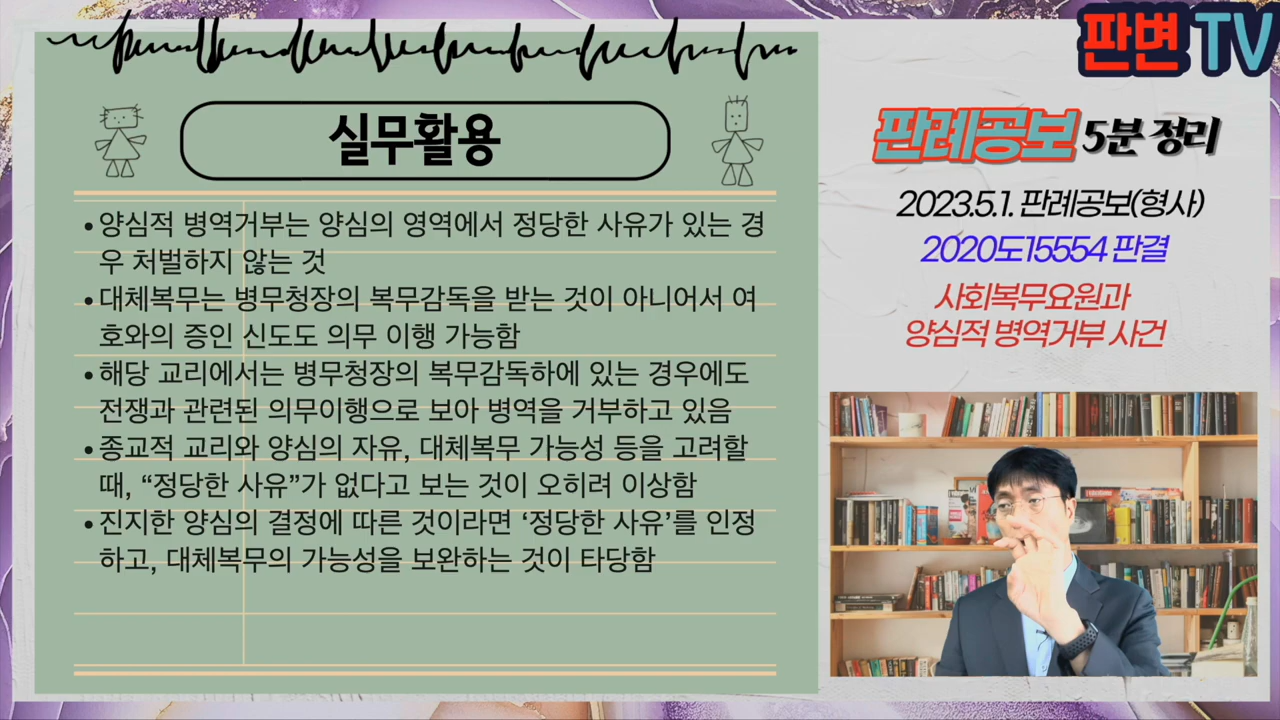 판변 TV
실무활용
• 양심적 병역거부는 양심의 영역에서 정당한 사유가 있는 경
우 처벌하지 않는 것
• 대체복무는 병무청장의 복무감독을 받는 것이 아니어서 여
호와의 증인 신도도 의무 이행 가능함
• 해당 교리에서는 병무청장의 복무감독하에 있는 경우에도
전쟁과 관련된 의무이행으로 보아 병역을 거부하고 있음
• 종교적 교리와 양심의 자유, 대체복무 가능성 등을 고려할
때, “정당한 사유”가 없다고 보는 것이 오히려 이상함
• 진지한 양심의 결정에 따른 것이라면 ‘정당한 사유’를 인정
하고, 대체복무의 가능성을 보완하는 것이 타당함
판례공보 5분 정리
2023.5.1. 판례공보(형사)
2020도15554 판결
사회복무요원과
양심적 병역거부 사건